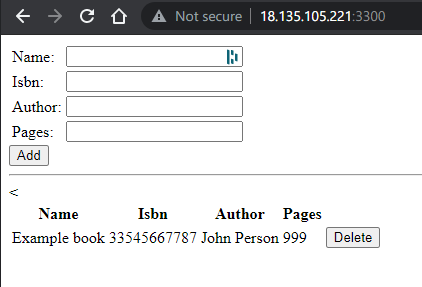 Not secure | 18.135.105.221:3300
Name:
Isbn:
Author:
Pages:
Add
<
Name Isbn Author Pages
Example book 33545667787 John Person 999 Delete